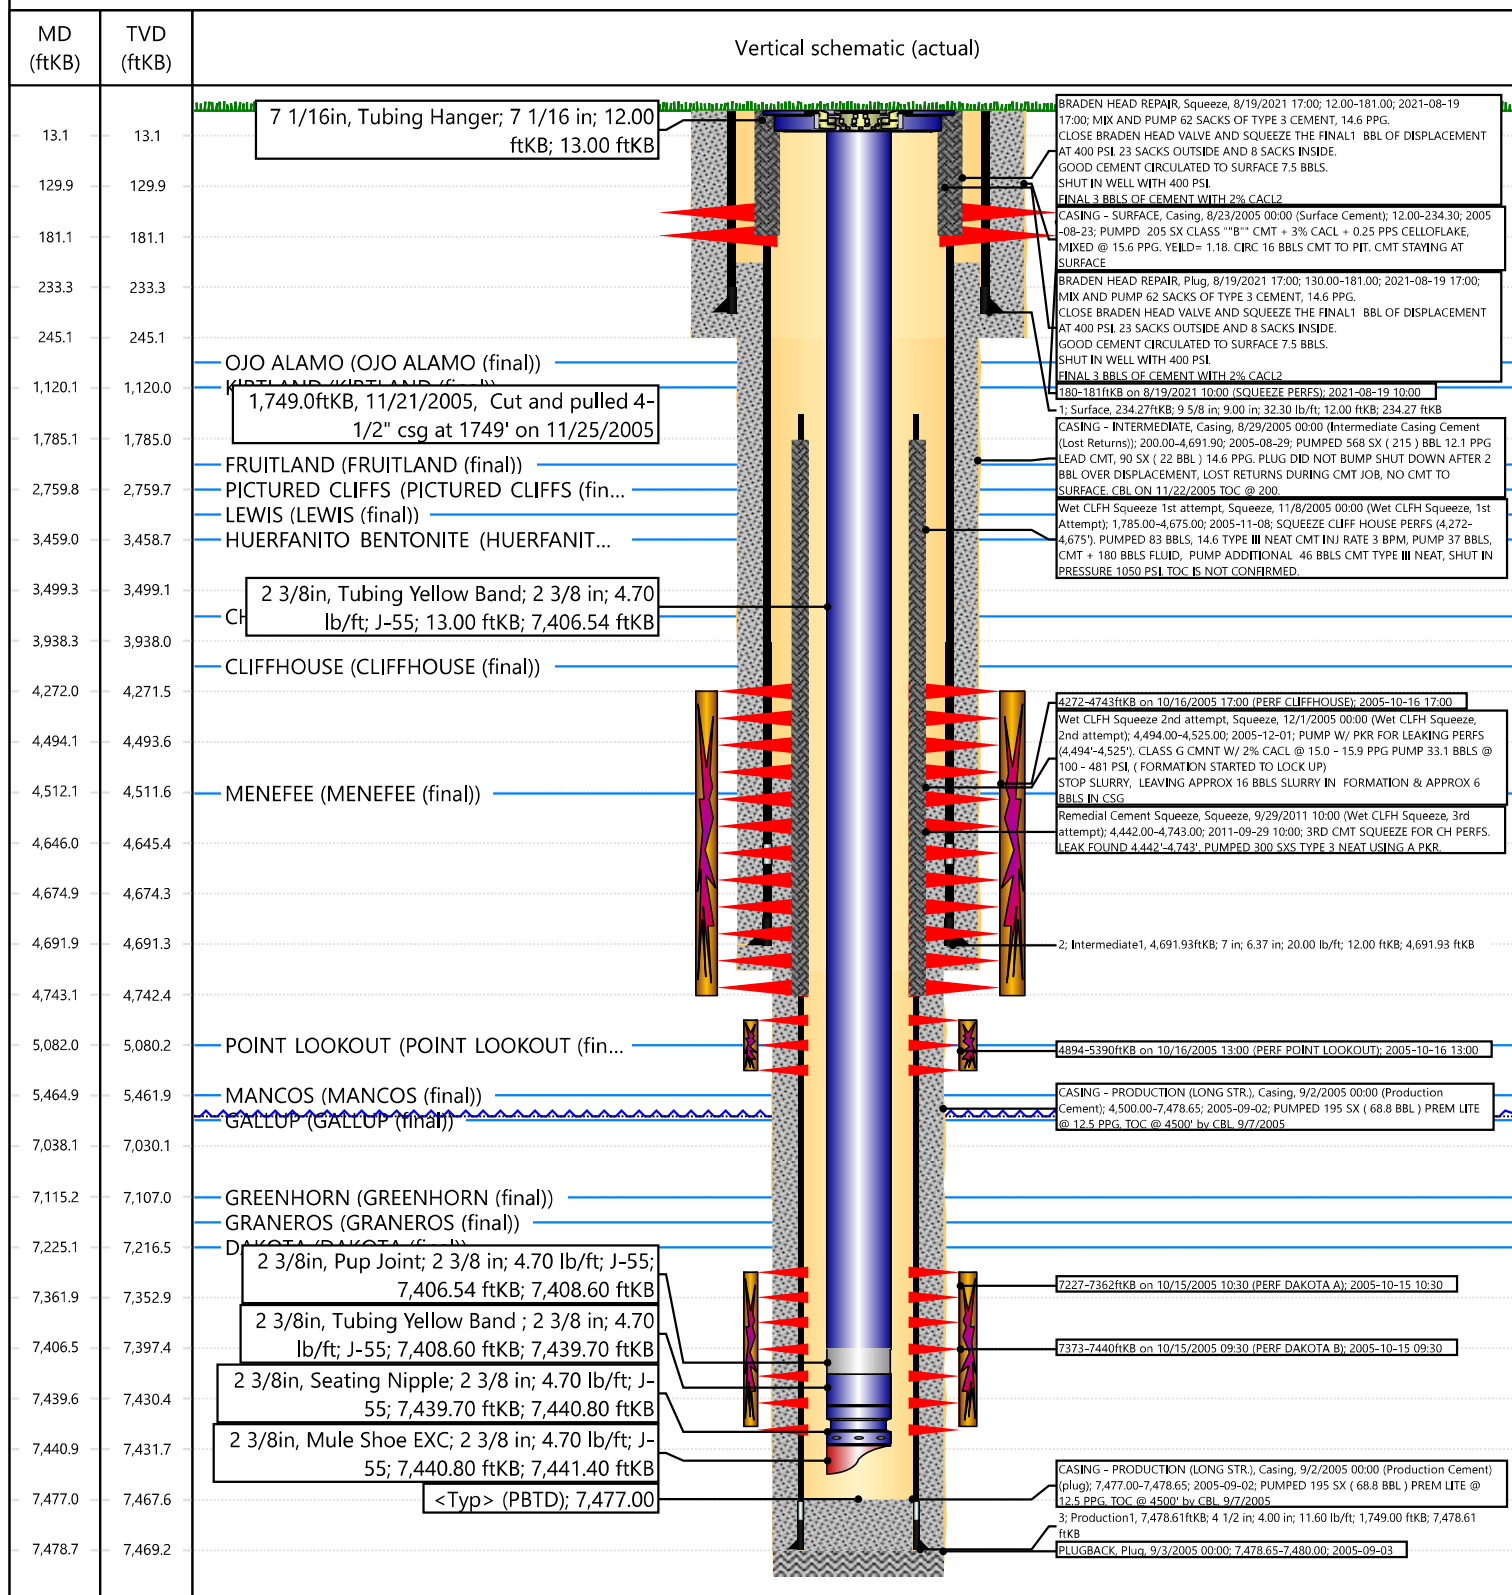 MD
(ftKB)
TVD
(ftKB)
Vertical schematic (actual)
13.1 13.1
129.9 129.9
181.1 181.1
233.3 233.3
245.1 245.1
1,120.1 1,120.0
1,785.1 1,785.0
2,759.8 2,759.7
3,459.0 3,458.7
3,499.3 3,499.1
3,938.3 3,938.0
4,272.0 4,271.5
4,494.1 4,493.6
4,512.1 4,511.6
4,646.0 4,645.4
4,674.9 4,674.3
4,691.9 4,691.3
4,743.1 4,742.4
5,082.0 5,080.2
5,464.9 5,461.9
7,038.1 7,030.1
7,115.2 7,107.0
7,225.1 7,216.5
7,361.9 7,352.9
7,406.5 7,397.4
7,439.6 7,430.4
7,440.9 7,431.7
7,477.0 7,467.6
7,478.7 7,469.2
7 1/16in, Tubing Hanger; 7 1/16 in; 12.00
ftKB; 13.00 ftKB
OJO ALAMO (OJO ALAMO (final))
KIRTLAND (KIRTLAND (final))
1,749.0ftKB, 11/21/2005, Cut and pulled 4-
1/2" csg at 1749' on 11/25/2005
FRUITLAND (FRUITLAND (final))
PICTURED CLIFFS (PICTURED CLIFFS (fin...
LEWIS (LEWIS (final))
HUERFANITO BENTONITE (HUERFANIT...
2 3/8in, Tubing Yellow Band; 2 3/8 in; 4.70
lb/ft; J-55; 13.00 ftKB; 7,406.54 ftKB
CLIFFHOUSE (CLIFFHOUSE (final))
MENEFEE (MENEFEE (final))
POINT LOOKOUT (POINT LOOKOUT (fin...
MANCOS (MANCOS (final))
GALLUP (GALLUP (final))
GREENHORN (GREENHORN (final))
GRANEROS (GRANEROS (final))
DAKOTA (DAKOTA (final))
2 3/8in, Pup Joint; 2 3/8 in; 4.70 lb/ft; J-55;
7,406.54 ftKB; 7,408.60 ftKB
2 3/8in, Tubing Yellow Band ; 2 3/8 in; 4.70
lb/ft; J-55; 7,408.60 ftKB; 7,439.70 ftKB
2 3/8in, Seating Nipple; 2 3/8 in; 4.70 lb/ft; J-
55; 7,439.70 ftKB; 7,440.80 ftKB
2 3/8in, Mule Shoe EXC; 2 3/8 in; 4.70 lb/ft; J-
55; 7,440.80 ftKB; 7,441.40 ftKB
<Typ> (PBTD); 7,477.00
BRADEN HEAD REPAIR, Squeeze, 8/19/2021 17:00; 12.00-181.00; 2021-08-19
17:00; MIX AND PUMP 62 SACKS OF TYPE 3 CEMENT, 14.6 PPG.
CLOSE BRADEN HEAD VALVE AND SQUEEZE THE FINAL1 BBL OF DISPLACEMENT
AT 400 PSI. 23 SACKS OUTSIDE AND 8 SACKS INSIDE.
GOOD CEMENT CIRCULATED TO SURFACE 7.5 BBLS.
SHUT IN WELL WITH 400 PSI.
FINAL 3 BBLS OF CEMENT WITH 2% CACL2
CASING - SURFACE, Casing, 8/23/2005 00:00 (Surface Cement); 12.00-234.30; 2005
-08-23; PUMPD 205 SX CLASS ""B"" CMT + 3% CACL + 0.25 PPS CELLOFLAKE,
MIXED @ 15.6 PPG. YEILD= 1.18. CIRC 16 BBLS CMT TO PIT. CMT STAYING AT
SURFACE
BRADEN HEAD REPAIR, Plug, 8/19/2021 17:00; 130.00-181.00; 2021-08-19 17:00;
MIX AND PUMP 62 SACKS OF TYPE 3 CEMENT, 14.6 PPG.
CLOSE BRADEN HEAD VALVE AND SQUEEZE THE FINAL1 BBL OF DISPLACEMENT
AT 400 PSI. 23 SACKS OUTSIDE AND 8 SACKS INSIDE.
GOOD CEMENT CIRCULATED TO SURFACE 7.5 BBLS.
SHUT IN WELL WITH 400 PSI.
FINAL 3 BBLS OF CEMENT WITH 2% CACL2
180-181ftKB on 8/19/2021 10:00 (SQUEEZE PERFS); 2021-08-19 10:00
1; Surface, 234.27ftKB; 9 5/8 in; 9.00 in; 32.30 lb/ft; 12.00 ftKB; 234.27 ftKB
CASING - INTERMEDIATE, Casing, 8/29/2005 00:00 (Intermediate Casing Cement
(Lost Returns)); 200.00-4,691.90; 2005-08-29; PUMPED 568 SX ( 215 ) BBL 12.1 PPG
LEAD CMT, 90 SX ( 22 BBL ) 14.6 PPG. PLUG DID NOT BUMP SHUT DOWN AFTER 2
BBL OVER DISPLACEMENT, LOST RETURNS DURING CMT JOB, NO CMT TO
SURFACE. CBL ON 11/22/2005 TOC @ 200.
Wet CLFH Squeeze 1st attempt, Squeeze, 11/8/2005 00:00 (Wet CLFH Squeeze, 1st
Attempt); 1,785.00-4,675.00; 2005-11-08; SQUEEZE CLIFF HOUSE PERFS (4,272-
4,675'). PUMPED 83 BBLS, 14.6 TYPE III NEAT CMT INJ RATE 3 BPM, PUMP 37 BBLS,
CMT + 180 BBLS FLUID, PUMP ADDITIONAL 46 BBLS CMT TYPE III NEAT, SHUT IN
PRESSURE 1050 PSI. TOC IS NOT CONFIRMED.
4272-4743ftKB on 10/16/2005 17:00 (PERF CLIFFHOUSE); 2005-10-16 17:00
Wet CLFH Squeeze 2nd attempt, Squeeze, 12/1/2005 00:00 (Wet CLFH Squeeze,
2nd attempt); 4,494.00-4,525.00; 2005-12-01; PUMP W/ PKR FOR LEAKING PERFS
(4,494'-4,525'). CLASS G CMNT W/ 2% CACL @ 15.0 - 15.9 PPG PUMP 33.1 BBLS @
100 - 481 PSI, ( FORMATION STARTED TO LOCK UP)
STOP SLURRY, LEAVING APPROX 16 BBLS SLURRY IN FORMATION & APPROX 6
BBLS IN CSG
Remedial Cement Squeeze, Squeeze, 9/29/2011 10:00 (Wet CLFH Squeeze, 3rd
attempt); 4,442.00-4,743.00; 2011-09-29 10:00; 3RD CMT SQUEEZE FOR CH PERFS.
LEAK FOUND 4,442'-4,743'. PUMPED 300 SXS TYPE 3 NEAT USING A PKR.
2; Intermediate1, 4,691.93ftKB; 7 in; 6.37 in; 20.00 lb/ft; 12.00 ftKB; 4,691.93 ftKB
4894-5390ftKB on 10/16/2005 13:00 (PERF POINT LOOKOUT); 2005-10-16 13:00
CASING - PRODUCTION (LONG STR.), Casing, 9/2/2005 00:00 (Production
Cement); 4,500.00-7,478.65; 2005-09-02; PUMPED 195 SX ( 68.8 BBL ) PREM LITE
@ 12.5 PPG, TOC @ 4500' by CBL, 9/7/2005
7227-7362ftKB on 10/15/2005 10:30 (PERF DAKOTA A); 2005-10-15 10:30
7373-7440ftKB on 10/15/2005 09:30 (PERF DAKOTA B); 2005-10-15 09:30
CASING - PRODUCTION (LONG STR.), Casing, 9/2/2005 00:00 (Production Cement)
(plug); 7,477.00-7,478.65; 2005-09-02; PUMPED 195 SX ( 68.8 BBL ) PREM LITE @
12.5 PPG, TOC @ 4500' by CBL, 9/7/2005
3; Production1, 7,478.61ftKB; 4 1/2 in; 4.00 in; 11.60 lb/ft; 1,749.00 ftKB; 7,478.61
ftKB
PLUGBACK, Plug, 9/3/2005 00:00; 7,478.65-7,480.00; 2005-09-03